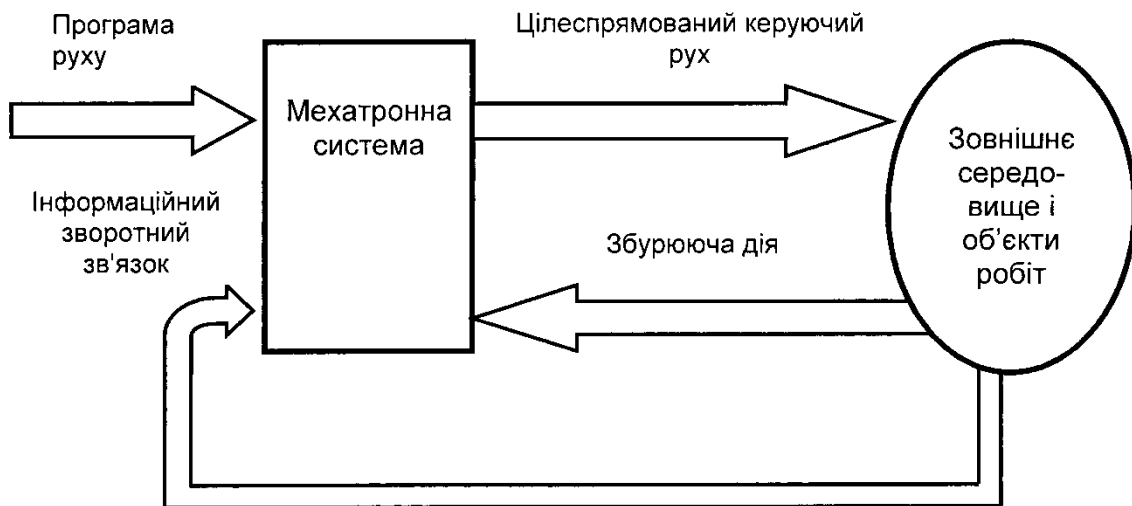 Програма
руху
Цілеспрямований керуючий
рух
Мехатронна
система
Зовнішнє
середо-
вище і
об’єкти
робіт
Інформаційний
зворотний
зв'язок
Збурююча дія